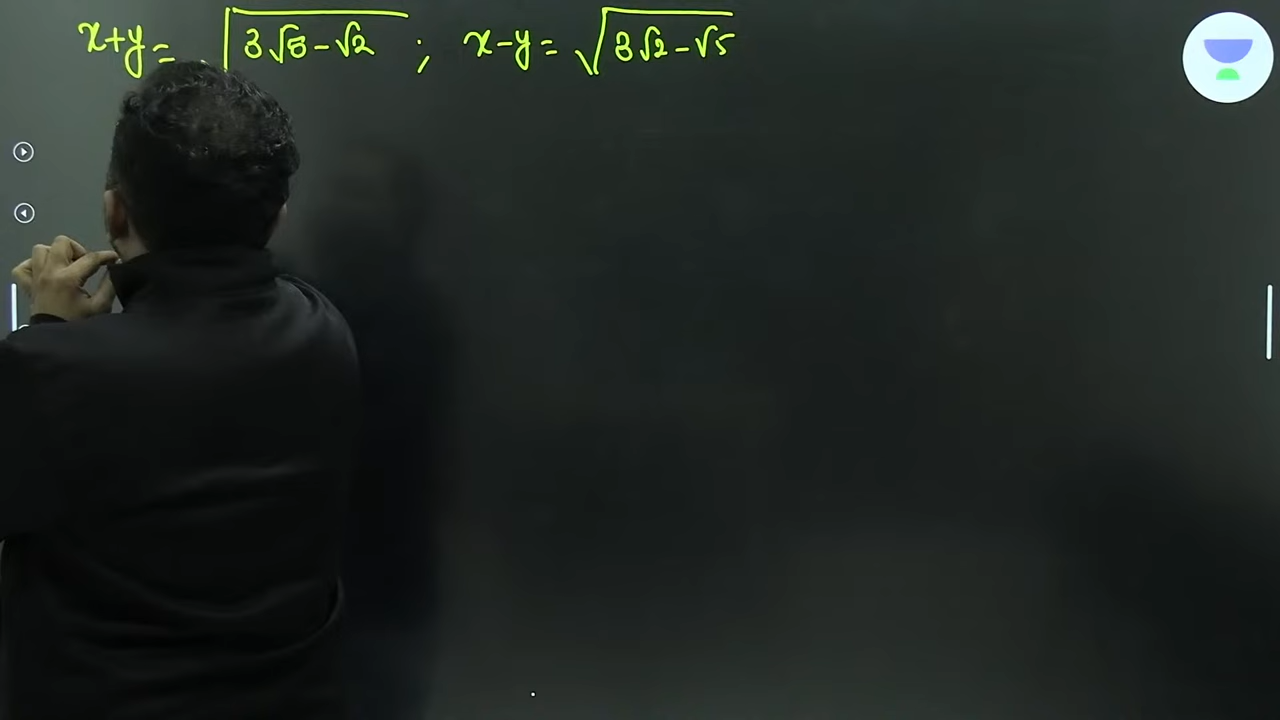 x+y = √(3√5-√2) ; x-y = √(3√2-√5)